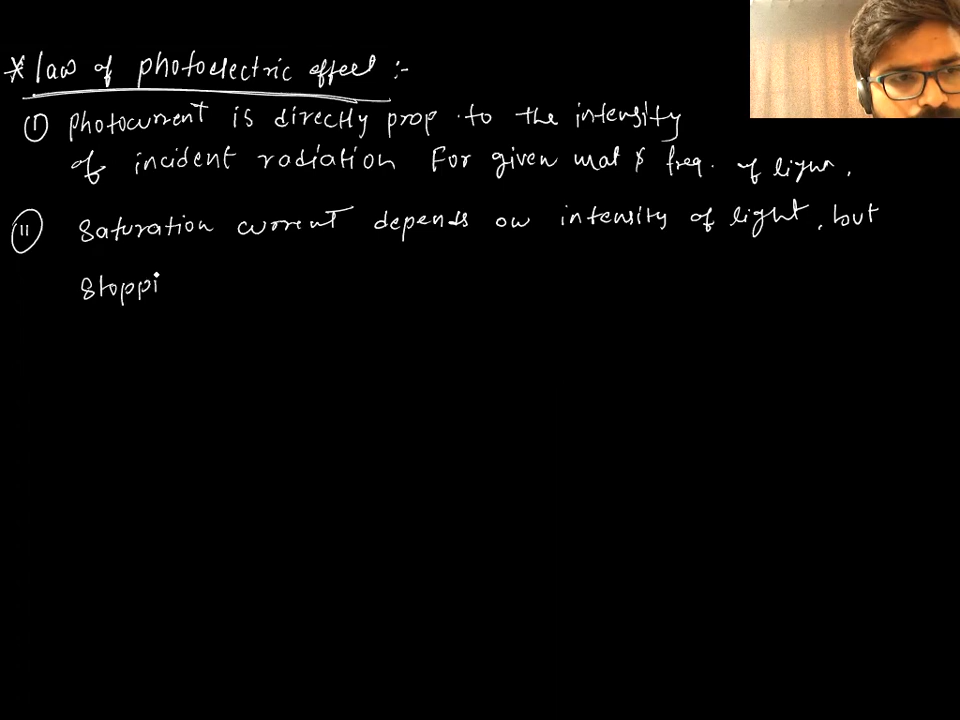 * law of photoelectric effect :-
(I) photocurrent is directly prop. to the intensity
of incident radiation For given mat & freq. of light.
(II) Saturation current depends on intensity of light, but
Stoppi